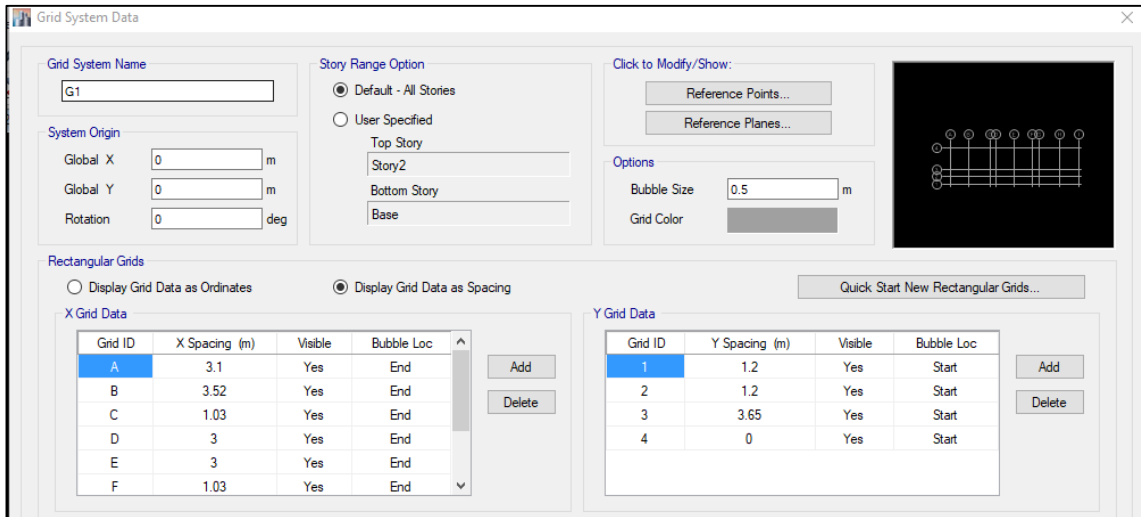 Grid System Data
Grid System Name
G1
System Origin
Global X 0 m
Global Y 0 m
Rotation 0 deg
Story Range Option
Default - All Stories
User Specified
Top Story
Story2
Bottom Story
Base
Click to Modify/Show:
Reference Points...
Reference Planes...
Options
Bubble Size 0.5 m
Grid Color
Rectangular Grids
Display Grid Data as Ordinates Display Grid Data as Spacing Quick Start New Rectangular Grids...
X Grid Data
Grid ID X Spacing (m) Visible Bubble Loc
A 3.1 Yes End
B 3.52 Yes End
C 1.03 Yes End
D 3 Yes End
E 3 Yes End
F 1.03 Yes End
Add
Delete
Y Grid Data
Grid ID Y Spacing (m) Visible Bubble Loc
1 1.2 Yes Start
2 1.2 Yes Start
3 3.65 Yes Start
4 0 Yes Start
Add
Delete